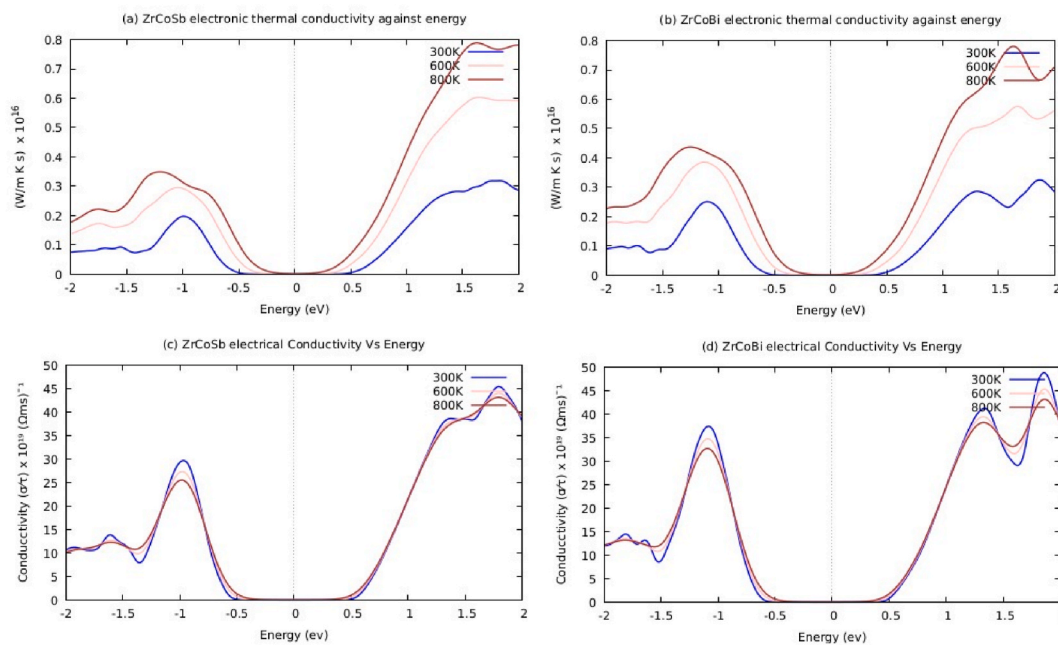 (a) ZrCoSb electronic thermal conductivity against energy
0.8
0.7
0.6
0.5
0.4
0.3
0.2
0.1
0
(W/m K s) x 10¹⁶
300K
600K
800K
-2 -1.5 -1 -0.5 0 0.5 1 1.5 2
Energy (eV)
(b) ZrCoBi electronic thermal conductivity against energy
0.8
0.7
0.6
0.5
0.4
0.3
0.2
0.1
0
(W/m K s) x 10¹⁶
300K
600K
800K
-2 -1.5 -1 -0.5 0 0.5 1 1.5 2
Energy (eV)
(c) ZrCoSb electrical Conductivity Vs Energy
50
45
40
35
30
25
20
15
10
5
0
Conducctivity (σ/τ) x 10¹⁹ (Ωms)⁻¹
300K
600K
800K
-2 -1.5 -1 -0.5 0 0.5 1 1.5 2
Energy (ev)
(d) ZrCoBi electrical Conductivity Vs Energy
50
45
40
35
30
25
20
15
10
5
0
Conducctivity (σ/τ) x 10¹⁹ (Ωms)⁻¹
300K
600K
800K
-2 -1.5 -1 -0.5 0 0.5 1 1.5 2
Energy (ev)